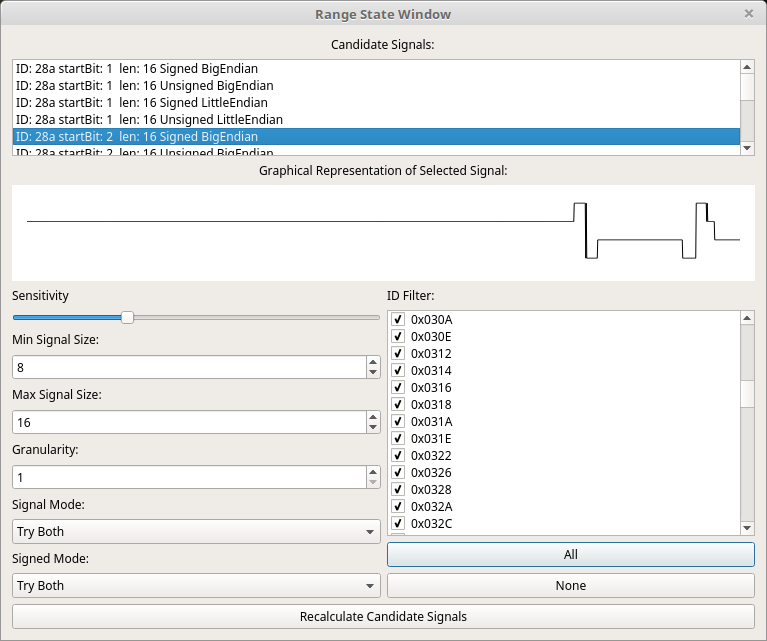 Range State Window
Candidate Signals:
ID: 28a startBit: 1  len: 16 Signed BigEndian
ID: 28a startBit: 1  len: 16 Unsigned BigEndian
ID: 28a startBit: 1  len: 16 Signed LittleEndian
ID: 28a startBit: 1  len: 16 Unsigned LittleEndian
ID: 28a startBit: 2  len: 16 Signed BigEndian
ID: 28a startBit: 2  len: 16 Unsigned BigEndian
Graphical Representation of Selected Signal:
Sensitivity
Min Signal Size:
8
Max Signal Size:
16
Granularity:
1
Signal Mode:
Try Both
Signed Mode:
Try Both
ID Filter:
0x030A
0x030E
0x0312
0x0314
0x0316
0x0318
0x031A
0x031E
0x0322
0x0326
0x0328
0x032A
0x032C
All
None
Recalculate Candidate Signals